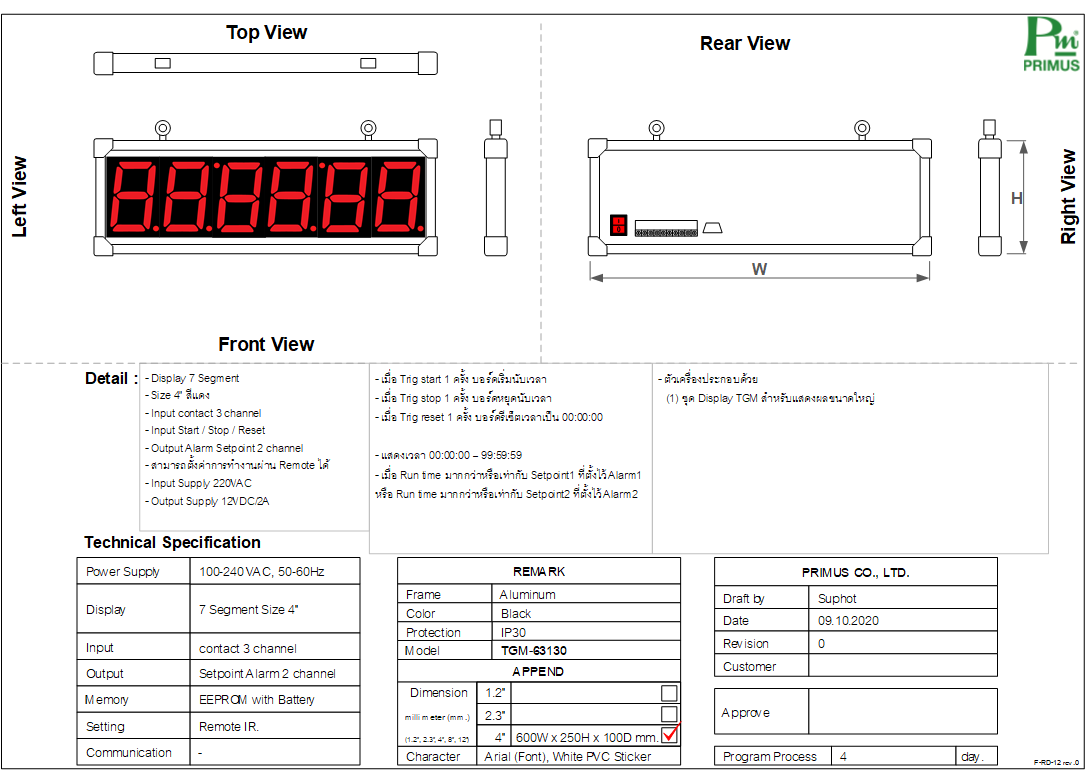 Top View
Rear View
Pm
PRIMUS
Left View
Right View
H
W
Front View
Detail :
- Display 7 Segment
- Size 4" สีแดง
- Input contact 3 channel
- Input Start / Stop / Reset
- Output Alarm Setpoint 2 channel
- สามารถตั้งค่าการทำงานผ่าน Remote ได้
- Input Supply 220VAC
- Output Supply 12VDC/2A
- เมื่อ Trig start 1 ครั้ง บอร์ดเริ่มนับเวลา
- เมื่อ Trig stop 1 ครั้ง บอร์ดหยุดนับเวลา
- เมื่อ Trig reset 1 ครั้ง บอร์ดรีเซ็ตเวลาเป็น 00:00:00
- แสดงเวลา 00:00:00 – 99:59:59
- เมื่อ Run time มากกว่าหรือเท่ากับ Setpoint1 ที่ตั้งไว้ Alarm1
หรือ Run time มากกว่าหรือเท่ากับ Setpoint2 ที่ตั้งไว้ Alarm2
- ตัวเครื่องประกอบด้วย
(1) ชุด Display TGM สำหรับแสดงผลขนาดใหญ่
Technical Specification
Power Supply 100-240VAC, 50-60Hz
Display 7 Segment Size 4"
Input contact 3 channel
Output Setpoint Alarm 2 channel
Memory EEPROM with Battery
Setting Remote IR.
Communication -
REMARK
Frame Aluminum
Color Black
Protection IP30
Model TGM-63130
APPEND
Dimension 1.2"
millimeter (mm.) 2.3"
(1.2", 2.3", 4", 8", 12") 4" 600W x 250H x 100D mm.
Character Arial (Font), White PVC Sticker
PRIMUS CO., LTD.
Draft by Suphot
Date 09.10.2020
Revision 0
Customer
Approve
Program Process 4 day.
F-RD-12 rev.0